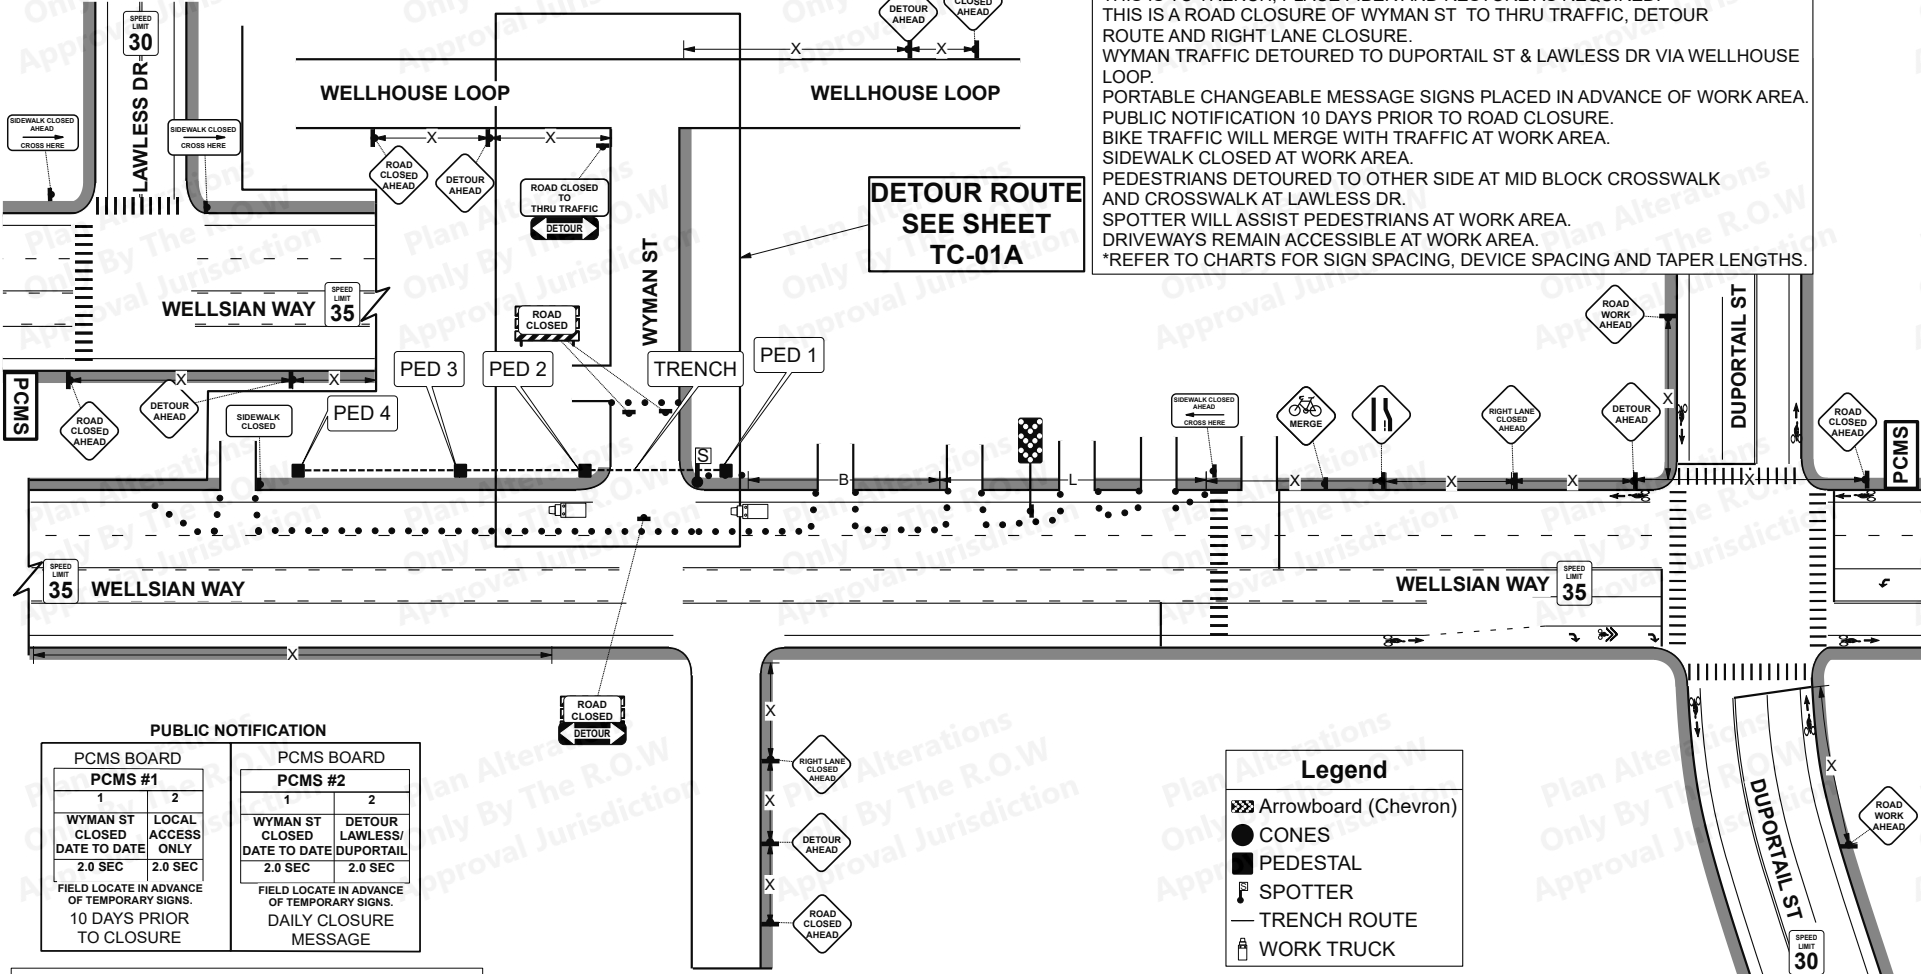 DETOUR
AHEAD
CLOSED
AHEAD
THIS IS A ROAD CLOSURE OF WYMAN ST TO THRU TRAFFIC, DETOUR
ROUTE AND RIGHT LANE CLOSURE.
WYMAN TRAFFIC DETOURED TO DUPORTAIL ST & LAWLESS DR VIA WELLHOUSE
LOOP.
PORTABLE CHANGEABLE MESSAGE SIGNS PLACED IN ADVANCE OF WORK AREA.
PUBLIC NOTIFICATION 10 DAYS PRIOR TO ROAD CLOSURE.
BIKE TRAFFIC WILL MERGE WITH TRAFFIC AT WORK AREA.
SIDEWALK CLOSED AT WORK AREA.
PEDESTRIANS DETOURED TO OTHER SIDE AT MID BLOCK CROSSWALK
AND CROSSWALK AT LAWLESS DR.
SPOTTER WILL ASSIST PEDESTRIANS AT WORK AREA.
DRIVEWAYS REMAIN ACCESSIBLE AT WORK AREA.
*REFER TO CHARTS FOR SIGN SPACING, DEVICE SPACING AND TAPER LENGTHS.
SPEED
LIMIT
30
LAWLESS DR
SIDEWALK CLOSED
AHEAD
CROSS HERE
SIDEWALK CLOSED
CROSS HERE
X
X
WELLHOUSE LOOP
WELLHOUSE LOOP
X
X
ROAD
CLOSED
AHEAD
DETOUR
AHEAD
ROAD CLOSED
TO
THRU TRAFFIC
DETOUR
WYMAN ST
DETOUR ROUTE
SEE SHEET
TC-01A
WELLSIAN WAY
SPEED
LIMIT
35
ROAD
CLOSED
PED 3
PED 2
TRENCH
PED 1
PED 4
PCMS
X
X
ROAD
CLOSED
AHEAD
DETOUR
AHEAD
SIDEWALK
CLOSED
S
B
L
SIDEWALK CLOSED
AHEAD
CROSS HERE
MERGE
RIGHT LANE
CLOSED
AHEAD
DETOUR
AHEAD
ROAD
WORK
AHEAD
X
DUPORTAIL ST
ROAD
CLOSED
AHEAD
PCMS
X
X
X
X
SPEED
LIMIT
35
WELLSIAN WAY
WELLSIAN WAY
SPEED
LIMIT
35
X
ROAD
CLOSED
DETOUR
X
RIGHT LANE
CLOSED
AHEAD
X
DETOUR
AHEAD
X
ROAD
CLOSED
AHEAD
X
DUPORTAIL ST
ROAD
WORK
AHEAD
SPEED
LIMIT
30
PUBLIC NOTIFICATION
PCMS BOARD
PCMS #1
1 2
WYMAN ST
CLOSED
DATE TO DATE
LOCAL
ACCESS
ONLY
2.0 SEC 2.0 SEC
FIELD LOCATE IN ADVANCE
OF TEMPORARY SIGNS.
10 DAYS PRIOR
TO CLOSURE
PCMS BOARD
PCMS #2
1 2
WYMAN ST
CLOSED
DATE TO DATE
DETOUR
LAWLESS/
DUPORTAIL
2.0 SEC 2.0 SEC
FIELD LOCATE IN ADVANCE
OF TEMPORARY SIGNS.
DAILY CLOSURE
MESSAGE
Legend
Arrowboard (Chevron)
CONES
PEDESTAL
S
SPOTTER
TRENCH ROUTE
WORK TRUCK
Plan Alterations
Only By The R.O.W
Approval Jurisdiction